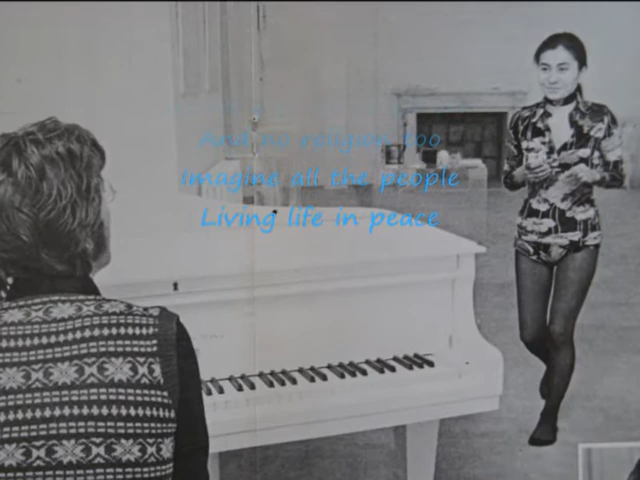 And no religion too
Imagine all the people
Living life in peace